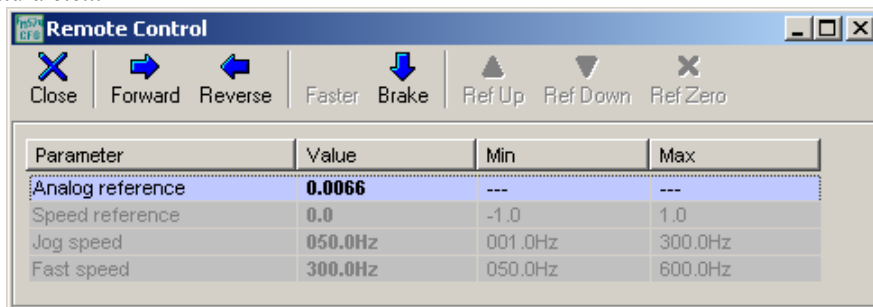 Remote Control
Close Forward Reverse Faster Brake Ref Up Ref Down Ref Zero
Parameter Value Min Max
Analog reference 0.0066 --- ---
Speed reference 0.0 -1.0 1.0
Jog speed 050.0Hz 001.0Hz 300.0Hz
Fast speed 300.0Hz 050.0Hz 600.0Hz